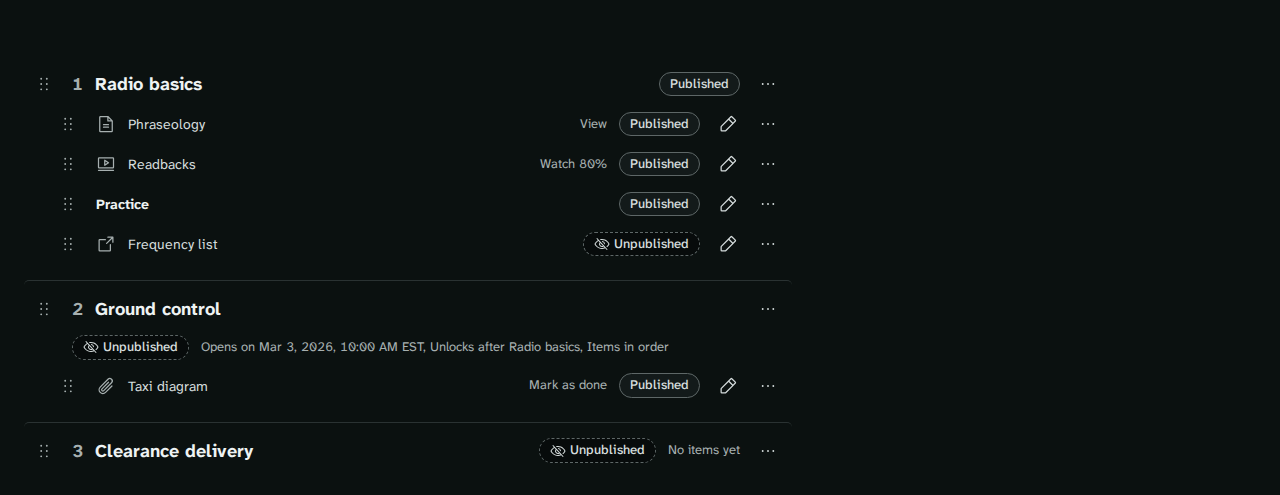 1 Radio basics Published
Phraseology View Published
Readbacks Watch 80% Published
Practice Published
Frequency list Unpublished
2 Ground control
Unpublished Opens on Mar 3, 2026, 10:00 AM EST, Unlocks after Radio basics, Items in order
Taxi diagram Mark as done Published
3 Clearance delivery Unpublished No items yet